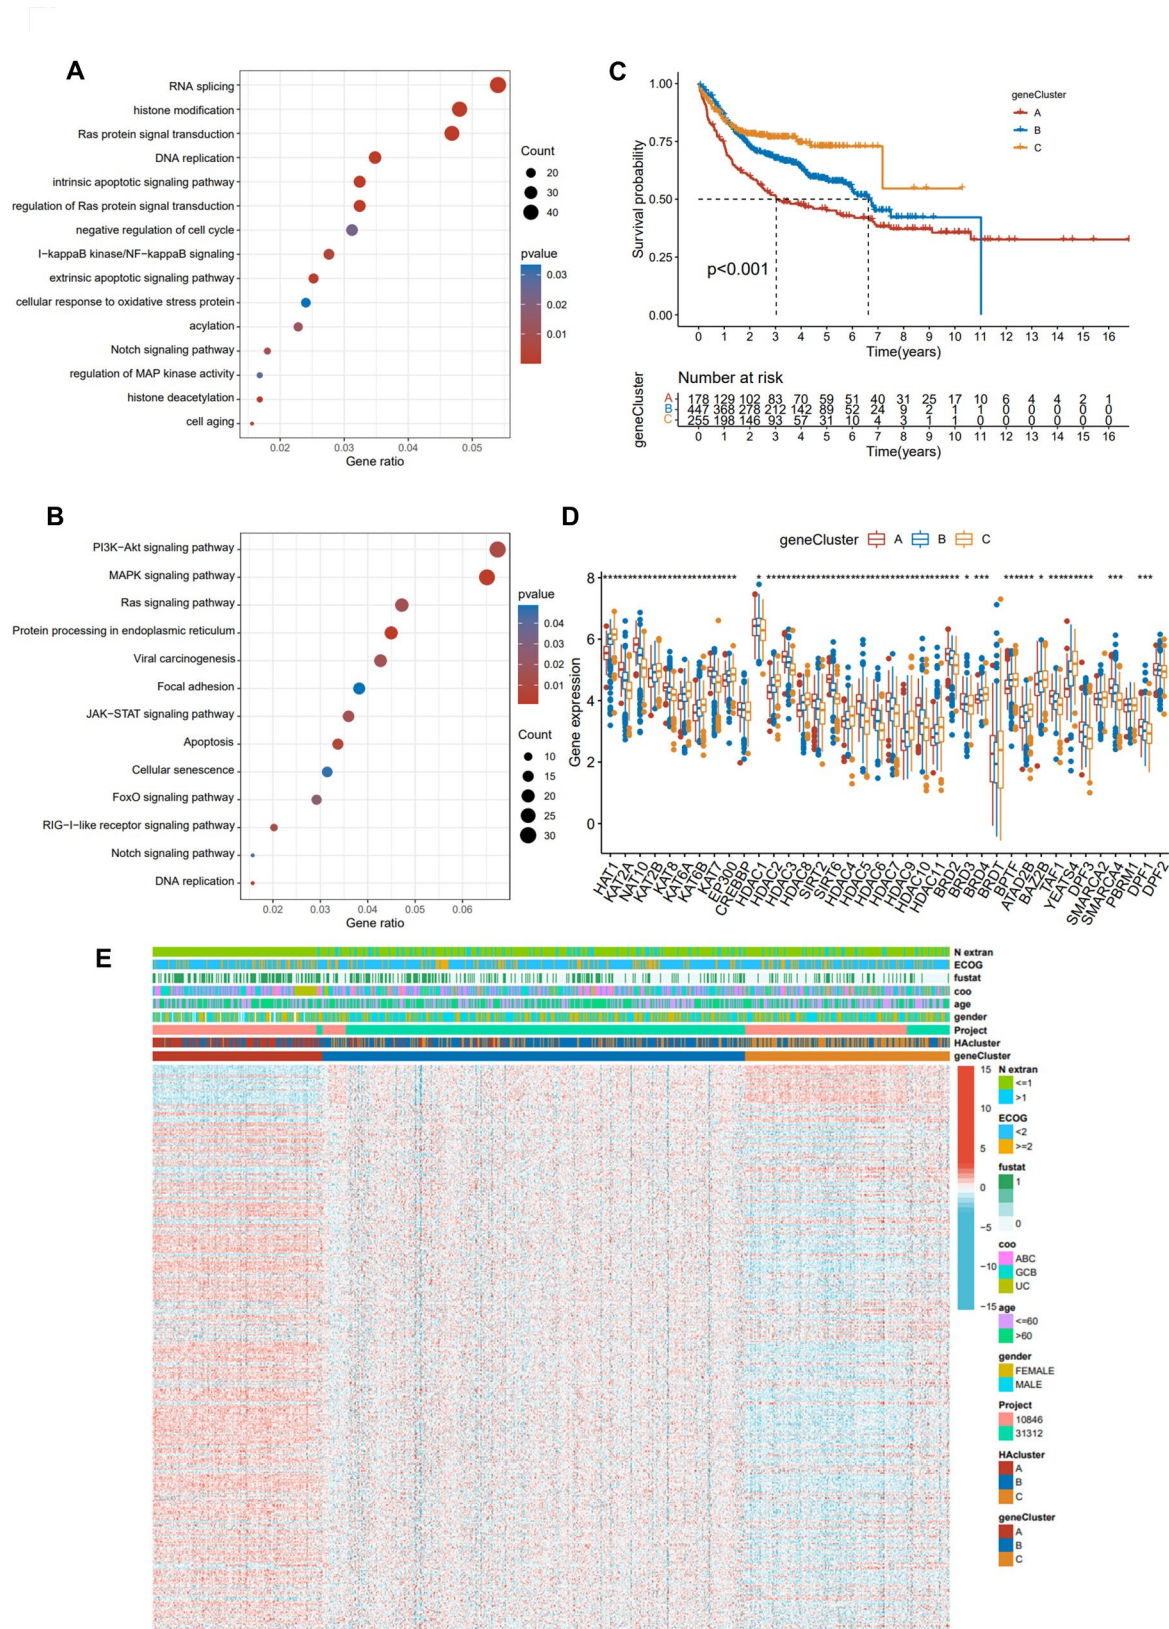 A
RNA splicing
histone modification
Ras protein signal transduction
DNA replication
intrinsic apoptotic signaling pathway
regulation of Ras protein signal transduction
negative regulation of cell cycle
I−kappaB kinase/NF−kappaB signaling
extrinsic apoptotic signaling pathway
cellular response to oxidative stress protein
acylation
Notch signaling pathway
regulation of MAP kinase activity
histone deacetylation
cell aging
0.02 0.03 0.04 0.05
Gene ratio
Count
20
30
40
pvalue
0.03
0.02
0.01
C
1.00
0.75
0.50
0.25
0.00
Survival probability
p<0.001
geneCluster
A
B
C
0 1 2 3 4 5 6 7 8 9 10 11 12 13 14 15 16
Time(years)
Number at risk
geneCluster
A 178 129 102 83 70 59 51 40 31 25 17 10 6 4 4 2 1
B 447 368 278 212 142 89 52 24 9 2 1 1 0 0 0 0 0
C 255 198 146 93 57 31 10 4 3 1 1 0 0 0 0 0 0
0 1 2 3 4 5 6 7 8 9 10 11 12 13 14 15 16
Time(years)
B
PI3K−Akt signaling pathway
MAPK signaling pathway
Ras signaling pathway
Protein processing in endoplasmic reticulum
Viral carcinogenesis
Focal adhesion
JAK−STAT signaling pathway
Apoptosis
Cellular senescence
FoxO signaling pathway
RIG−I−like receptor signaling pathway
Notch signaling pathway
DNA replication
0.02 0.03 0.04 0.05 0.06
Gene ratio
pvalue
0.04
0.03
0.02
0.01
Count
10
15
20
25
30
D
geneCluster A B C
8
6
4
2
0
Gene expression
HAT1
KAT2A
NAT10
KAT2B
KAT8
KAT6A
KAT6B
KAT7
EP300
CREBBP
HDAC1
HDAC2
HDAC3
HDAC8
SIRT2
SIRT6
HDAC4
HDAC5
HDAC6
HDAC7
HDAC9
HDAC10
HDAC11
BRD2
BRD3
BRD4
BRDT
BPTF
ATAD2B
BAZ2B
TAF1
YEATS4
DPF3
SMARCA2
SMARCA4
PBRM1
DPF1
DPF2
E
N extran
ECOG
fustat
coo
age
gender
Project
HAcluster
geneCluster
15
10
5
0
−5
−10
−15
N extran
<=1
>1
ECOG
<2
>=2
fustat
1
0
coo
ABC
GCB
UC
age
<=60
>60
gender
FEMALE
MALE
Project
10846
31312
HAcluster
A
B
C
geneCluster
A
B
C